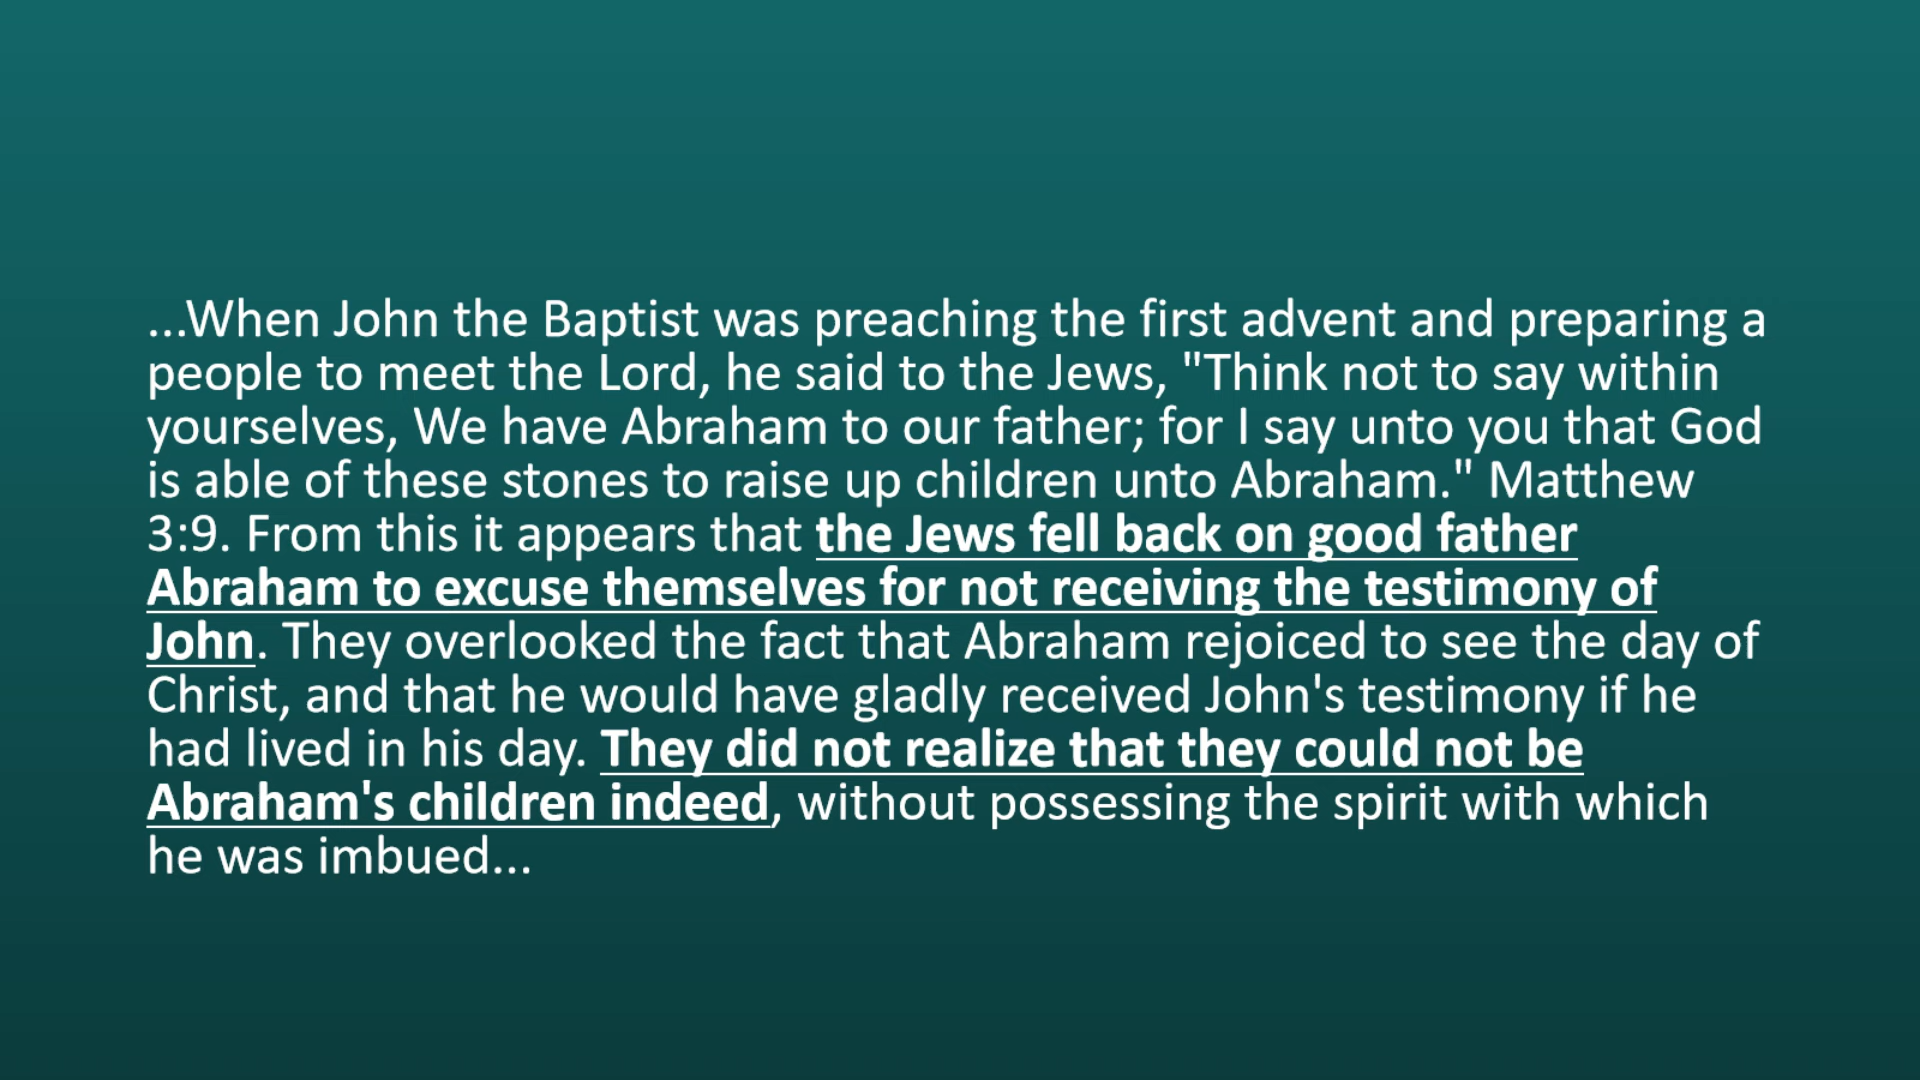 ...When John the Baptist was preaching the first advent and preparing a
people to meet the Lord, he said to the Jews, "Think not to say within
yourselves, We have Abraham to our father; for I say unto you that God
is able of these stones to raise up children unto Abraham." Matthew
3:9. From this it appears that the Jews fell back on good father
Abraham to excuse themselves for not receiving the testimony of
John. They overlooked the fact that Abraham rejoiced to see the day of
Christ, and that he would have gladly received John's testimony if he
had lived in his day. They did not realize that they could not be
Abraham's children indeed, without possessing the spirit with which
he was imbued...